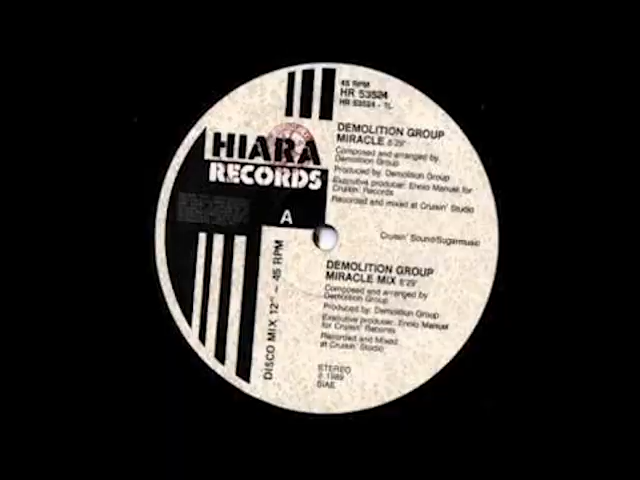 45 RPM
HR 53524
HR 53524 - 1L
HIARA
RECORDS
A
DISCO MIX 12" - 45 RPM
DEMOLITION GROUP
MIRACLE 6'29"
Composed and arranged by
Demolition Group
Produced by: Demolition Group
Executive producer: Ennio Manuel for
Cruisin' Records
Recorded and mixed at Cruisin' Studio
Cruisin' Sound/Sugarmusic
DEMOLITION GROUP
MIRACLE MIX 6'29"
Composed and arranged by
Demolition Group
Produced by: Demolition Group
Executive producer: Ennio Manuel
for Cruisin' Records
Recorded and Mixed
at Cruisin' Studio
STEREO
℗ 1989
SIAE